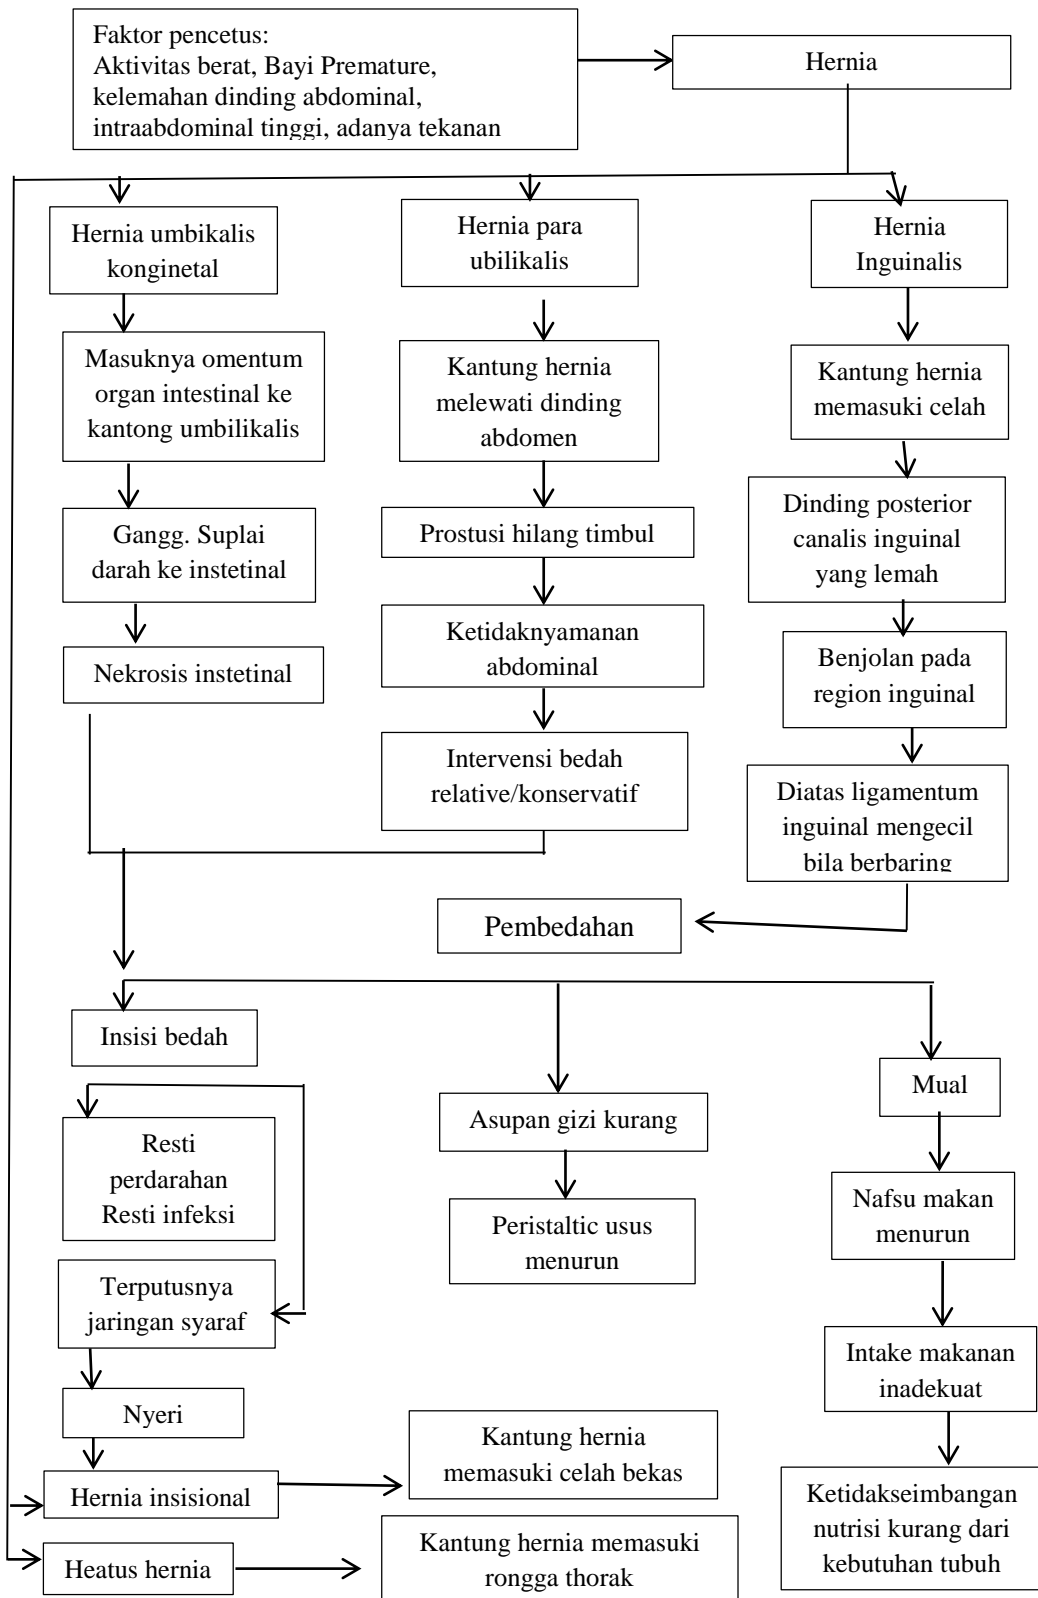 Faktor pencetus:
Aktivitas berat, Bayi Premature,
kelemahan dinding abdominal,
intraabdominal tinggi, adanya tekanan
Hernia
Hernia umbikalis
konginetal
Hernia para
ubilikalis
Hernia
Inguinalis
Masuknya omentum
organ intestinal ke
kantong umbilikalis
Kantung hernia
melewati dinding
abdomen
Kantung hernia
memasuki celah
Gangg. Suplai
darah ke instetinal
Prostusi hilang timbul
Dinding posterior
canalis inguinal
yang lemah
Nekrosis instetinal
Ketidaknyamanan
abdominal
Benjolan pada
region inguinal
Intervensi bedah
relative/konservatif
Diatas ligamentum
inguinal mengecil
bila berbaring
Pembedahan
Insisi bedah
Mual
Asupan gizi kurang
Resti
perdarahan
Resti infeksi
Peristaltic usus
menurun
Nafsu makan
menurun
Terputusnya
jaringan syaraf
Intake makanan
inadekuat
Nyeri
Kantung hernia
memasuki celah bekas
Hernia insisional
Ketidakseimbangan
nutrisi kurang dari
kebutuhan tubuh
Heatus hernia
Kantung hernia memasuki
rongga thorak